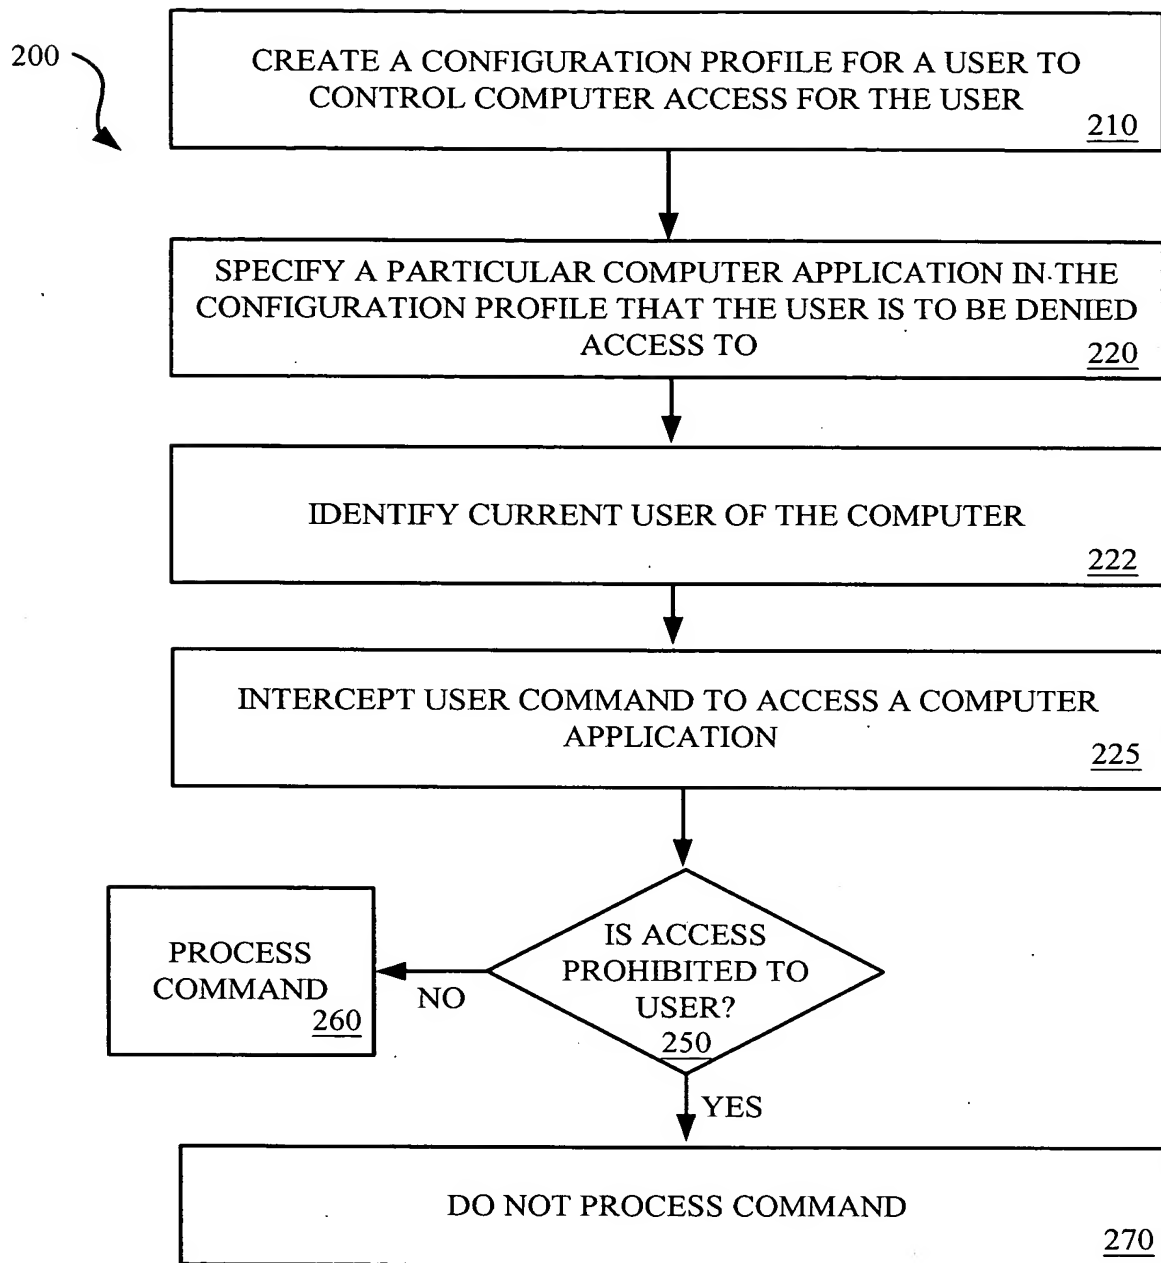 200
CREATE A CONFIGURATION PROFILE FOR A USER TO
CONTROL COMPUTER ACCESS FOR THE USER
210
SPECIFY A PARTICULAR COMPUTER APPLICATION IN THE
CONFIGURATION PROFILE THAT THE USER IS TO BE DENIED
ACCESS TO
220
IDENTIFY CURRENT USER OF THE COMPUTER
222
INTERCEPT USER COMMAND TO ACCESS A COMPUTER
APPLICATION
225
IS ACCESS
PROHIBITED TO
USER?
250
NO
PROCESS
COMMAND
260
YES
DO NOT PROCESS COMMAND
270